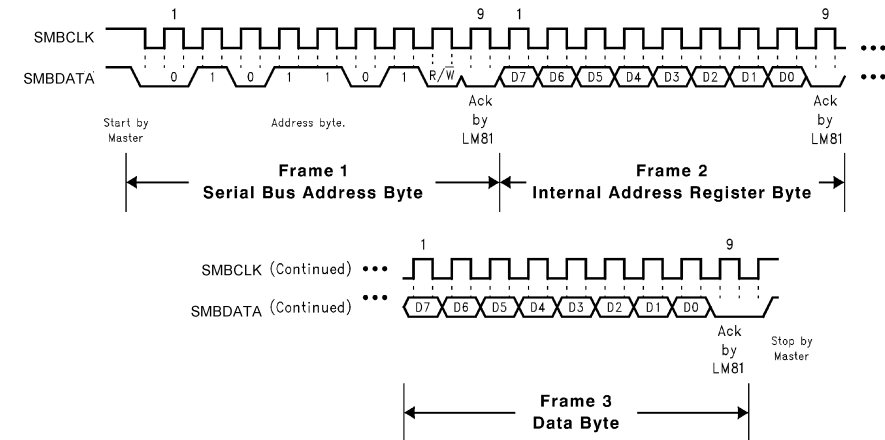 1 9 1 9
SMBCLK
SMBDATA 0 1 0 1 1 0 1 R/W D7 D6 D5 D4 D3 D2 D1 D0
Start by
Master
Address byte.
Ack
by
LM81
Ack
by
LM81
Frame 1
Serial Bus Address Byte
Frame 2
Internal Address Register Byte
1 9
SMBCLK (Continued)
SMBDATA (Continued) D7 D6 D5 D4 D3 D2 D1 D0
Ack
by
LM81
Stop by
Master
Frame 3
Data Byte